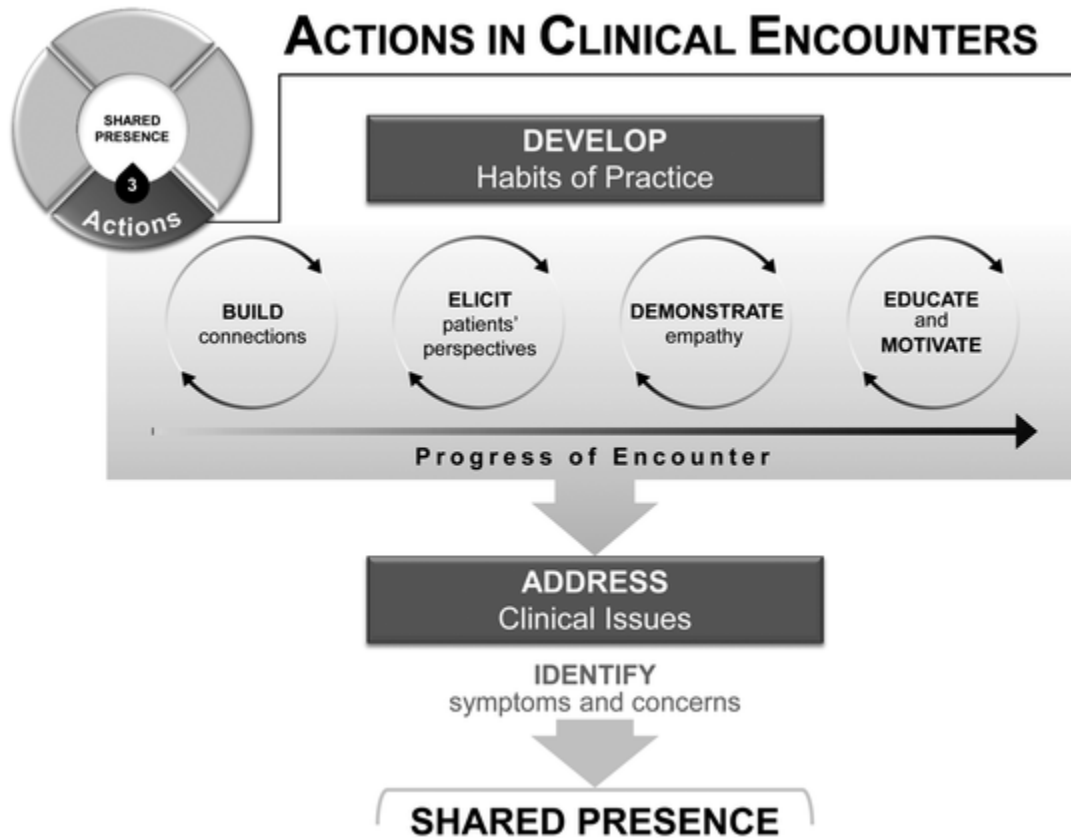 ACTIONS IN CLINICAL ENCOUNTERS
SHARED
PRESENCE
3
Actions
DEVELOP
Habits of Practice
BUILD
connections
ELICIT
patients'
perspectives
DEMONSTRATE
empathy
EDUCATE
and
MOTIVATE
Progress of Encounter
ADDRESS
Clinical Issues
IDENTIFY
symptoms and concerns
SHARED PRESENCE